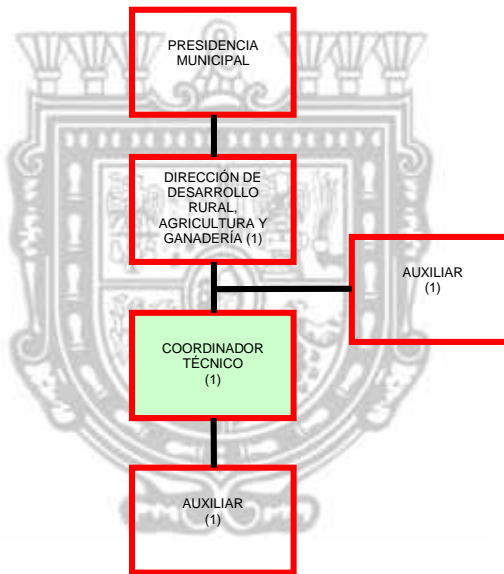 PRESIDENCIA
MUNICIPAL
DIRECCIÓN DE
DESARROLLO
RURAL,
AGRICULTURA Y
GANADERÍA (1)
AUXILIAR
(1)
COORDINADOR
TÉCNICO
(1)
AUXILIAR
(1)